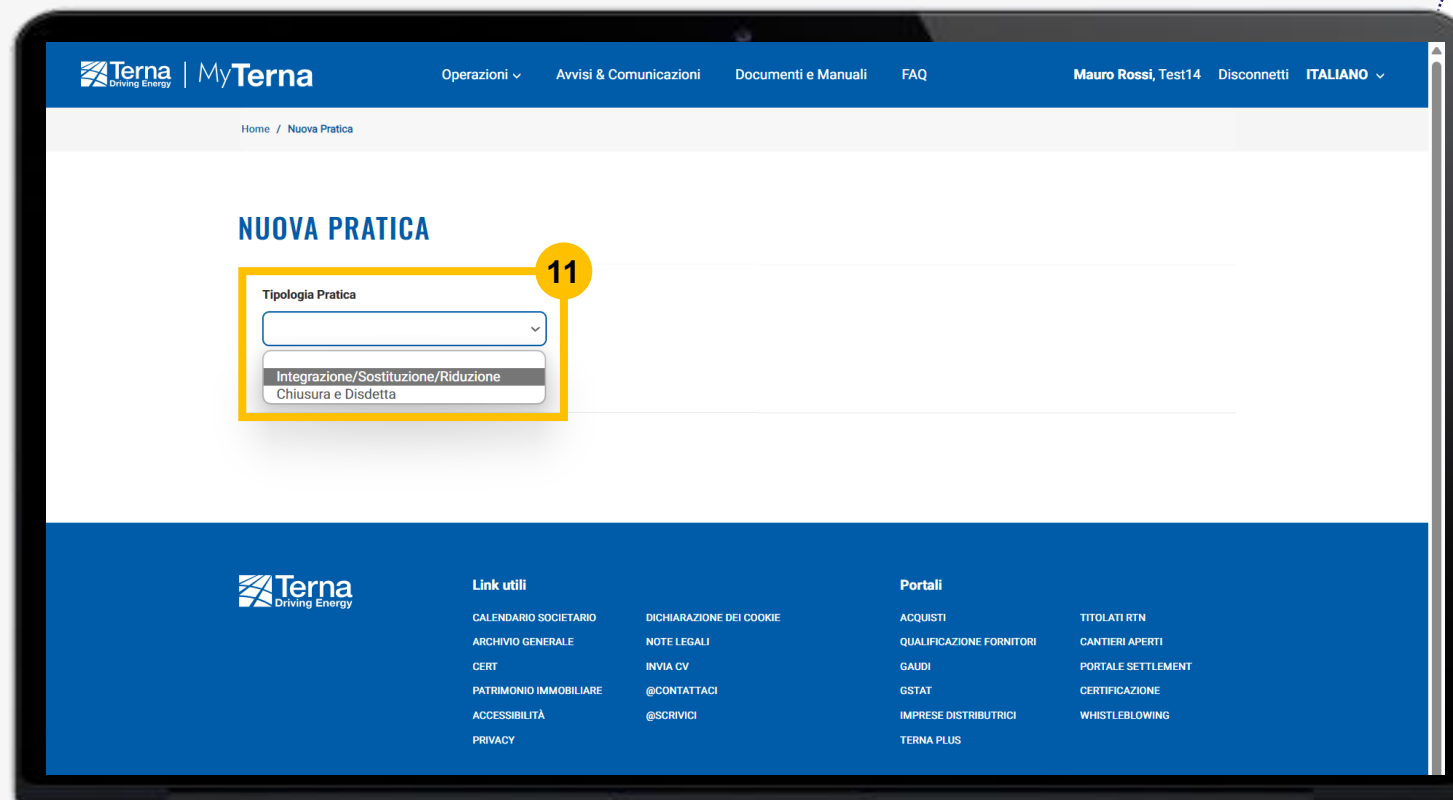 Terna
Driving Energy
MyTerna
Operazioni
Avvisi & Comunicazioni
Documenti e Manuali
FAQ
Mauro Rossi, Test14
Disconnetti
ITALIANO
Home / Nuova Pratica
NUOVA PRATICA
11
Tipologia Pratica
Integrazione/Sostituzione/Riduzione
Chiusura e Disdetta
Terna
Driving Energy
Link utili
CALENDARIO SOCIETARIO
ARCHIVIO GENERALE
CERT
PATRIMONIO IMMOBILIARE
ACCESSIBILITÀ
PRIVACY
DICHIARAZIONE DEI COOKIE
NOTE LEGALI
INVIA CV
@CONTATTACI
@SCRIVICI
Portali
ACQUISTI
QUALIFICAZIONE FORNITORI
GAUDI
GSTAT
IMPRESE DISTRIBUTRICI
TERNA PLUS
TITOLATI RTN
CANTIERI APERTI
PORTALE SETTLEMENT
CERTIFICAZIONE
WHISTLEBLOWING